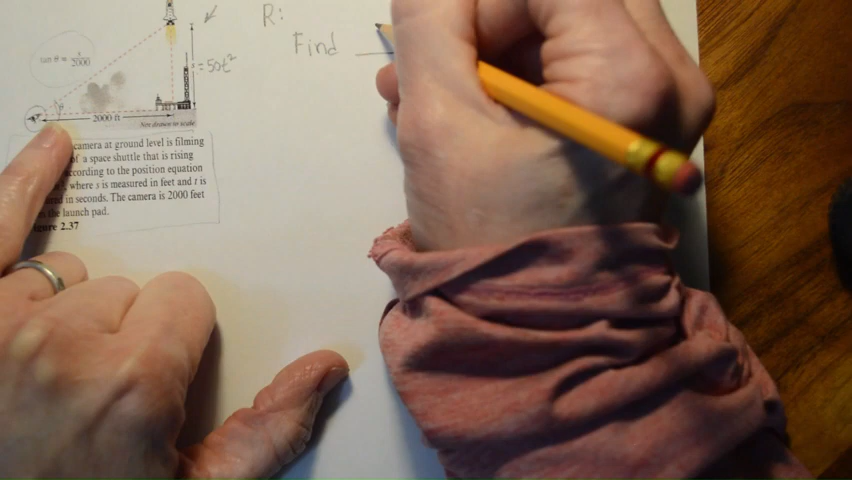 R:
Find
tan θ = s/2000
s = 50t²
2000 ft
Not drawn to scale
camera at ground level is filming
of a space shuttle that is rising
according to the position equation
, where s is measured in feet and t is
in seconds. The camera is 2000 feet
the launch pad.
2.37